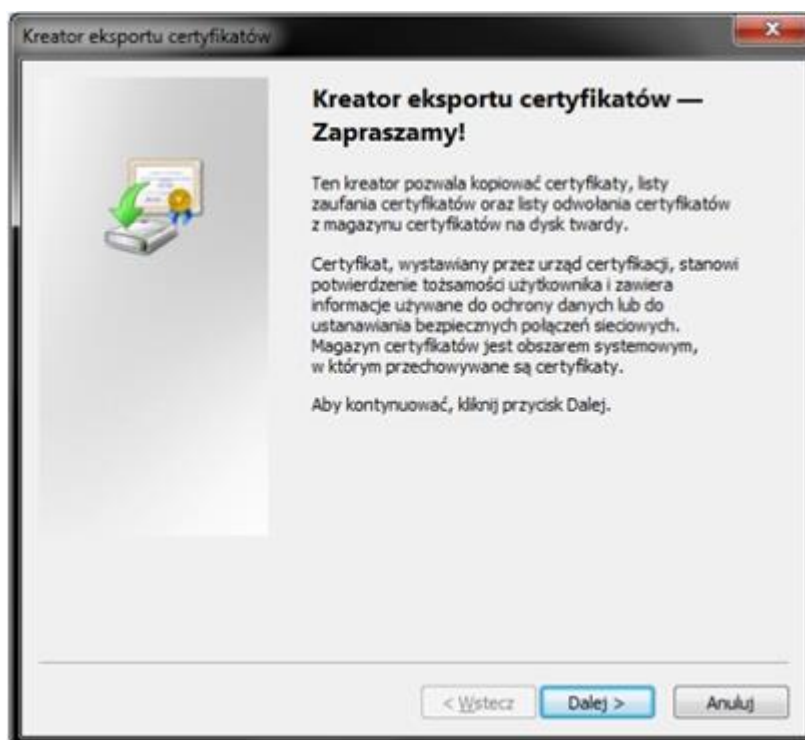 Kreator eksportu certyfikatów
Kreator eksportu certyfikatów —
Zapraszamy!
Ten kreator pozwala kopiować certyfikaty, listy
zaufania certyfikatów oraz listy odwołania certyfikatów
z magazynu certyfikatów na dysk twardy.
Certyfikat, wystawiany przez urząd certyfikacji, stanowi
potwierdzenie tożsamości użytkownika i zawiera
informacje używane do ochrony danych lub do
ustanawiania bezpiecznych połączeń sieciowych.
Magazyn certyfikatów jest obszarem systemowym,
w którym przechowywane są certyfikaty.
Aby kontynuować, kliknij przycisk Dalej.
< Wstecz Dalej > Anuluj